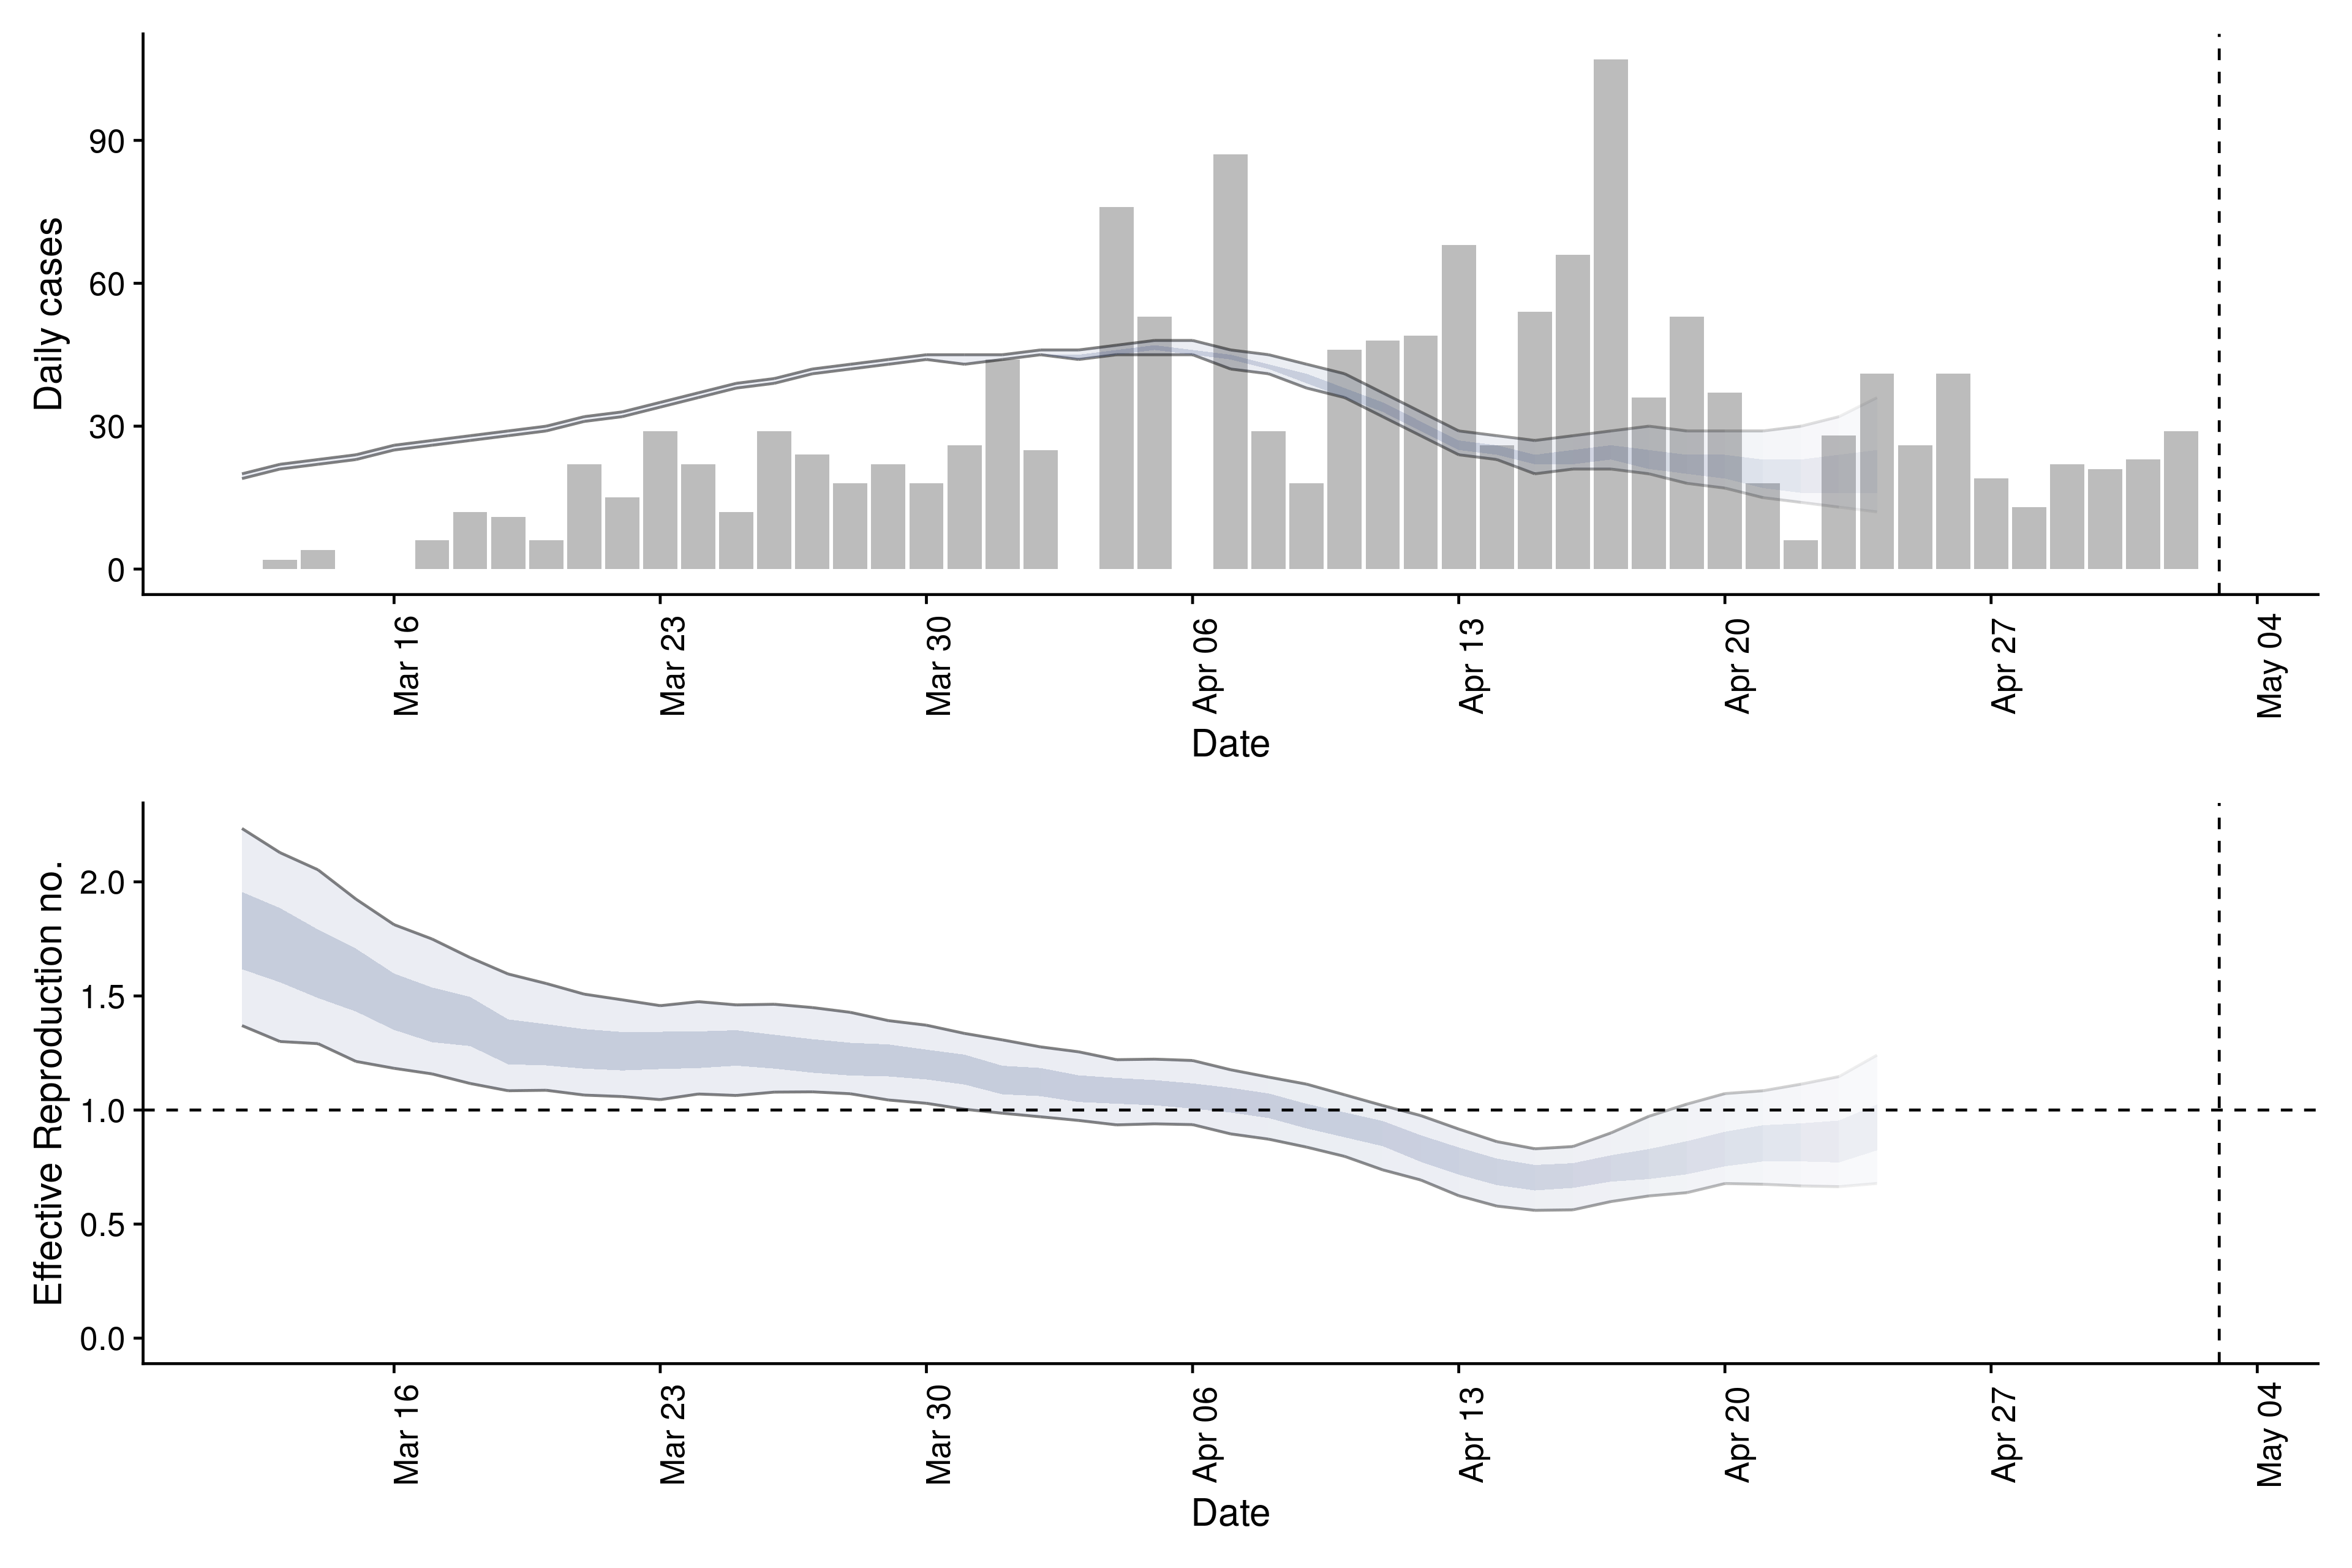 Daily cases
90
60
30
0
Mar 16
Mar 23
Mar 30
Apr 06
Apr 13
Apr 20
Apr 27
May 04
Date
Effective Reproduction no.
2.0
1.5
1.0
0.5
0.0
Mar 16
Mar 23
Mar 30
Apr 06
Apr 13
Apr 20
Apr 27
May 04
Date